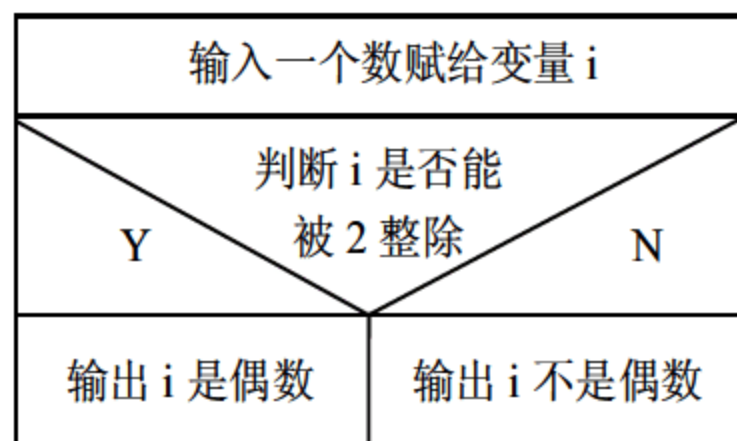 输入一个数赋给变量 i
判断 i 是否能
被 2 整除
Y
N
输出 i 是偶数
输出 i 不是偶数